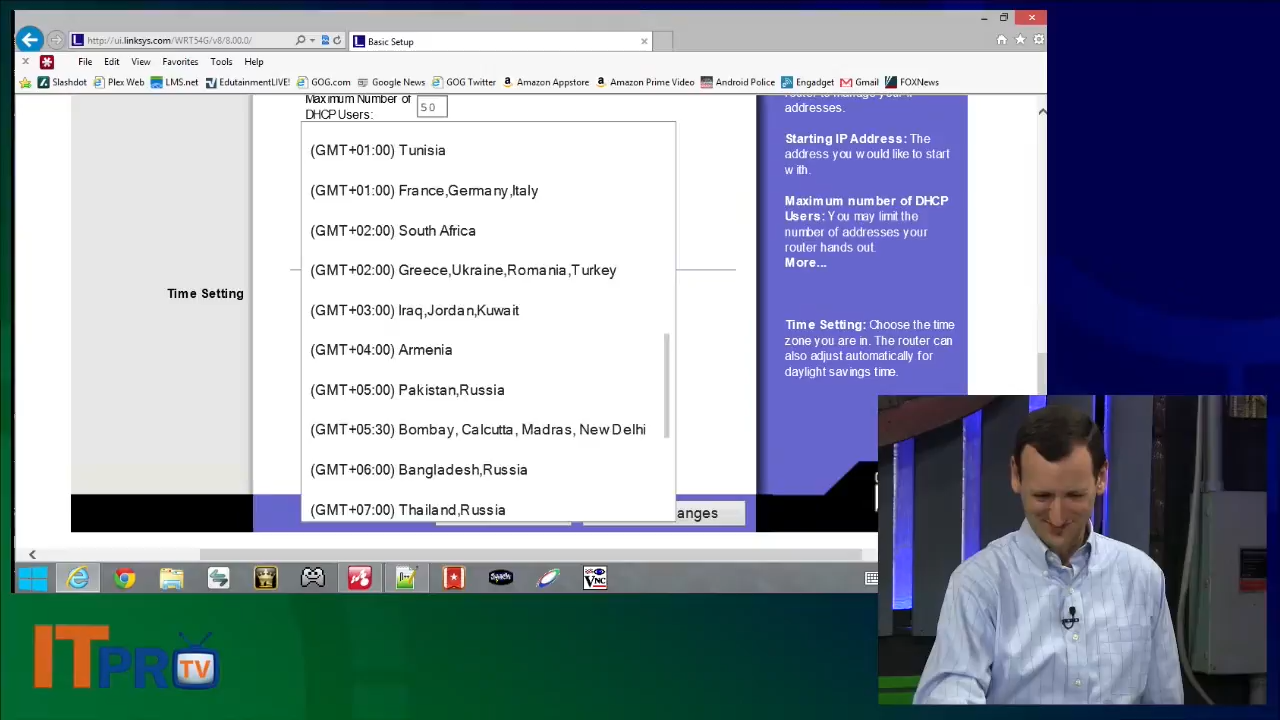 http://ui.linksys.com/WRT54G/v8/8.00.0/
Basic Setup
File Edit View Favorites Tools Help
Slashdot Plex Web LMS.net EdutainmentLIVE! GOG.com Google News GOG Twitter Amazon Appstore Amazon Prime Video Android Police Engadget Gmail FOXNews
Maximum Number of
DHCP Users:
50
(GMT+01:00) Tunisia
(GMT+01:00) France,Germany,Italy
(GMT+02:00) South Africa
(GMT+02:00) Greece,Ukraine,Romania,Turkey
(GMT+03:00) Iraq,Jordan,Kuwait
(GMT+04:00) Armenia
(GMT+05:00) Pakistan,Russia
(GMT+05:30) Bombay, Calcutta, Madras, New Delhi
(GMT+06:00) Bangladesh,Russia
(GMT+07:00) Thailand,Russia
Time Setting
anges
addresses.
Starting IP Address: The
address you would like to start
with.
Maximum number of DHCP
Users: You may limit the
number of addresses your
router hands out.
More...
Time Setting: Choose the time
zone you are in. The router can
also adjust automatically for
daylight savings time.
VNC
ITPRO
TV